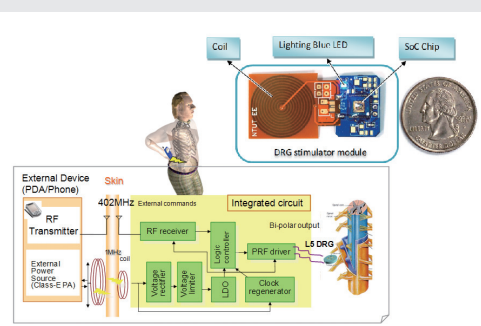 Coil
Lighting Blue LED
SoC Chip
NTUT EE
DRG stimulator module
External Device
(PDA/Phone)
Skin
402MHz
External commands
Integrated circuit
RF
Transmitter
RF receiver
Logic
controller
Bi-polar output
PRF driver
L5 DRG
External
Power
Source
(Class-E PA)
1MHz
coil
Voltage
rectifier
Voltage
limiter
LDO
Clock
regenerator